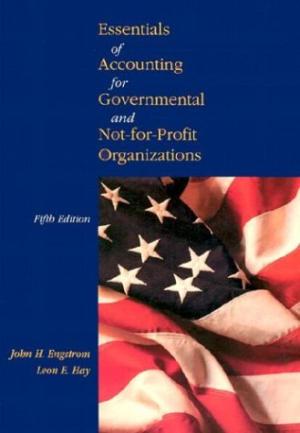 Essentials
of
Accounting
for
Governmental
and
Not-for-Profit
Organizations
Fifth Edition
John H. Engstrom
Leon E. Hay